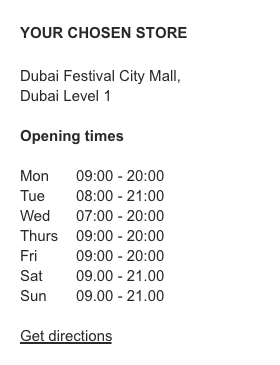 YOUR CHOSEN STORE
Dubai Festival City Mall,
Dubai Level 1
Opening times
Mon 09:00 - 20:00
Tue 08:00 - 21:00
Wed 07:00 - 20:00
Thurs 09:00 - 20:00
Fri 09:00 - 20:00
Sat 09.00 - 21.00
Sun 09.00 - 21.00
Get directions